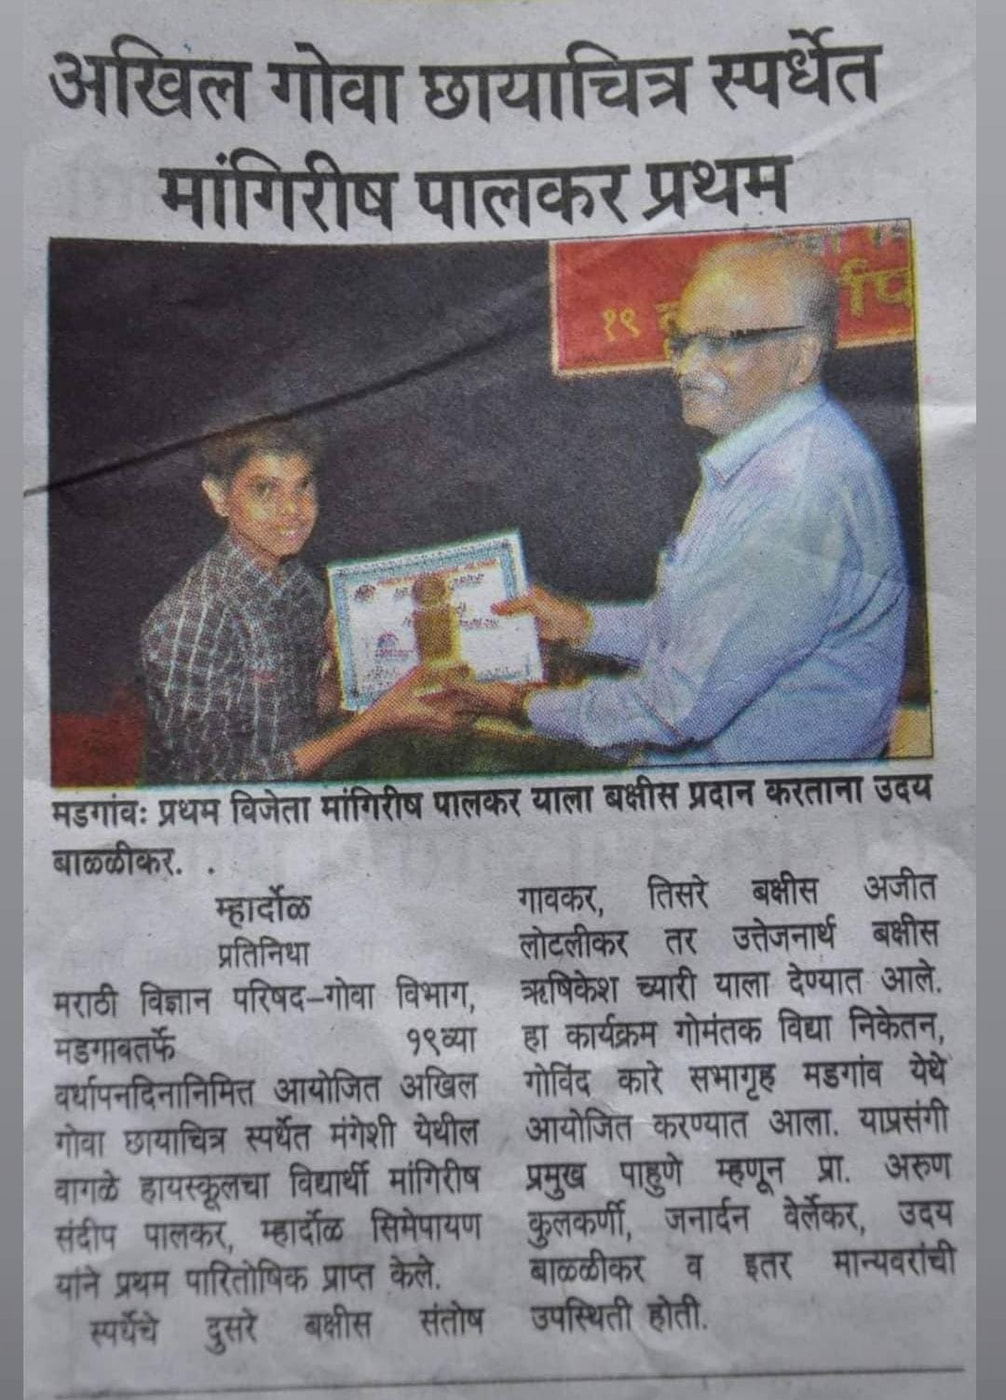 अखिल गोवा छायाचित्र स्पर्धेत
मांगिरीष पालकर प्रथम
१९
मडगांवः प्रथम विजेता मांगिरीष पालकर याला बक्षीस प्रदान करताना उदय
बाळ्ळीकर. .
म्हार्दोळ
प्रतिनिधा
मराठी विज्ञान परिषद–गोवा विभाग,
मडगावतर्फे १९व्या
वर्धापनदिनानिमित्त आयोजित अखिल
गोवा छायाचित्र स्पर्धेत मंगेशी येथील
वागळे हायस्कूलचा विद्यार्थी मांगिरीष
संदीप पालकर, म्हार्दोळ सिमेपायण
यांने प्रथम पारितोषिक प्राप्त केले.
स्पर्धेचे दुसरे बक्षीस संतोष
गावकर, तिसरे बक्षीस अजीत
लोटलीकर तर उत्तेजनार्थ बक्षीस
ऋषिकेश च्यारी याला देण्यात आले.
हा कार्यक्रम गोमंतक विद्या निकेतन,
गोविंद कारे सभागृह मडगांव येथे
आयोजित करण्यात आला. याप्रसंगी
प्रमुख पाहुणे म्हणून प्रा. अरुण
कुलकर्णी, जनार्दन वेर्लेकर, उदय
बाळ्ळीकर व इतर मान्यवरांची
उपस्थिती होती.